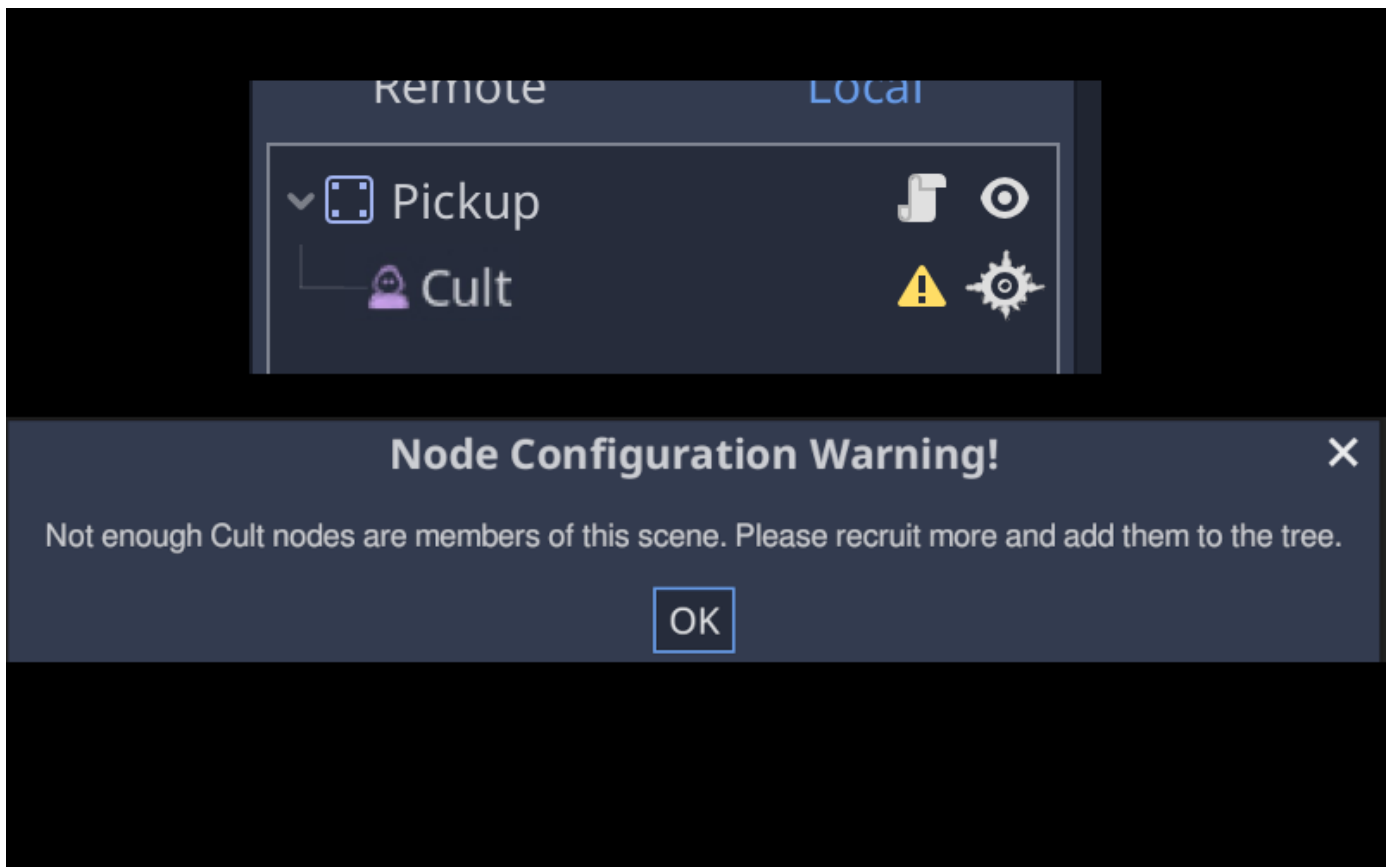 Remote Local
Pickup
Cult
Node Configuration Warning!
Not enough Cult nodes are members of this scene. Please recruit more and add them to the tree.
OK